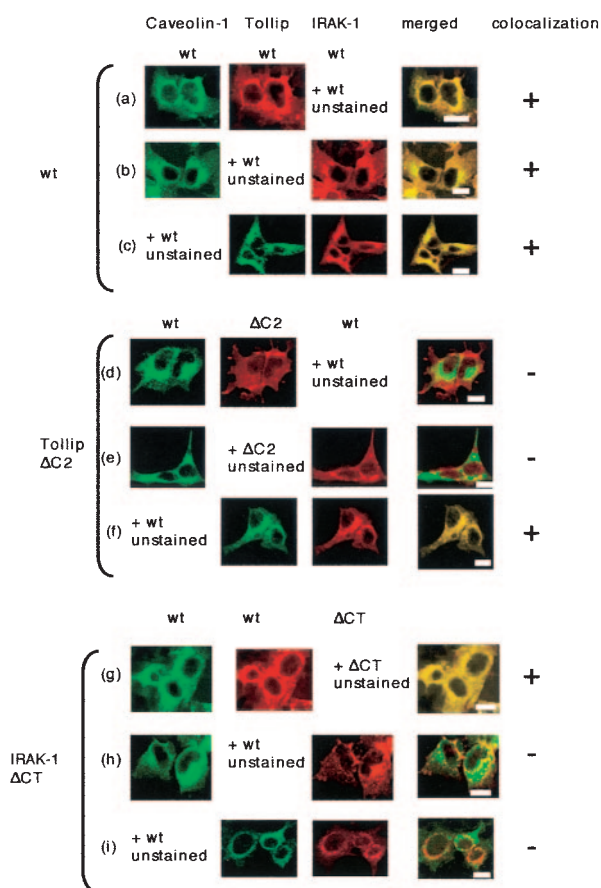 Caveolin-1 Tollip IRAK-1 merged colocalization
wt wt wt
(a) + wt unstained +
wt
(b) + wt unstained +
(c) + wt unstained +
wt ΔC2 wt
(d) + wt unstained -
Tollip ΔC2
(e) + ΔC2 unstained -
(f) + wt unstained +
wt wt ΔCT
(g) + ΔCT unstained +
IRAK-1 ΔCT
(h) + wt unstained -
(i) + wt unstained -